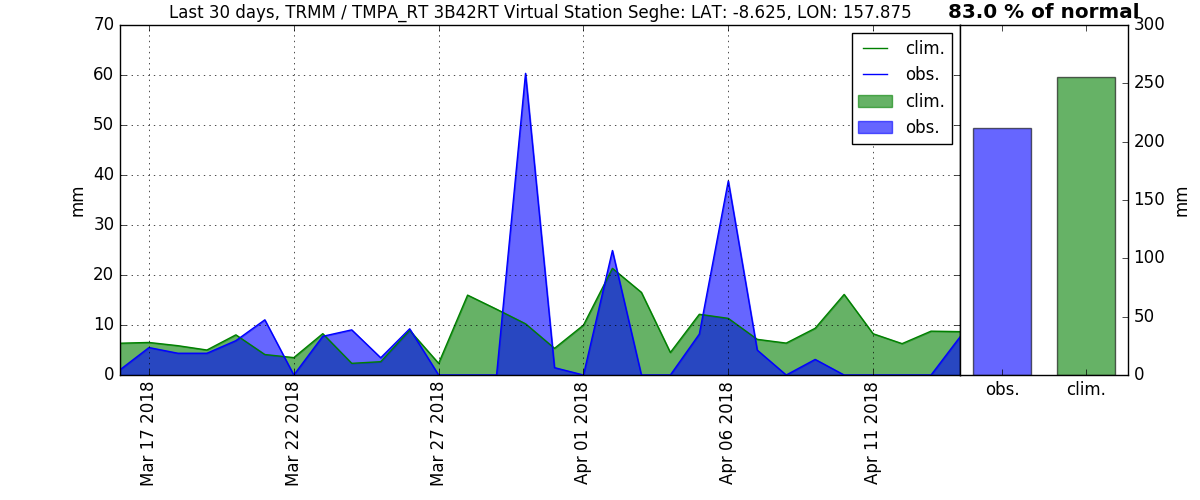 Last 30 days, TRMM / TMPA_RT 3B42RT Virtual Station Seghe: LAT: -8.625, LON: 157.875
83.0 % of normal
70
60
50
40
30
20
10
0
mm
clim.
obs.
clim.
obs.
300
250
200
150
100
50
0
mm
obs.
clim.
Mar 17 2018
Mar 22 2018
Mar 27 2018
Apr 01 2018
Apr 06 2018
Apr 11 2018